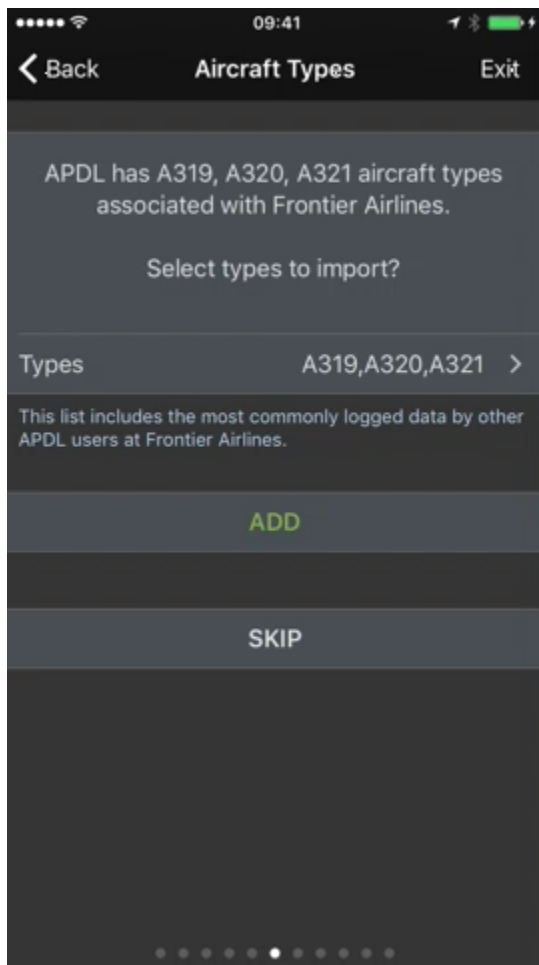 09:41
Back
Aircraft Types
Exit
APDL has A319, A320, A321 aircraft types
associated with Frontier Airlines.
Select types to import?
Types
A319,A320,A321
This list includes the most commonly logged data by other
APDL users at Frontier Airlines.
ADD
SKIP